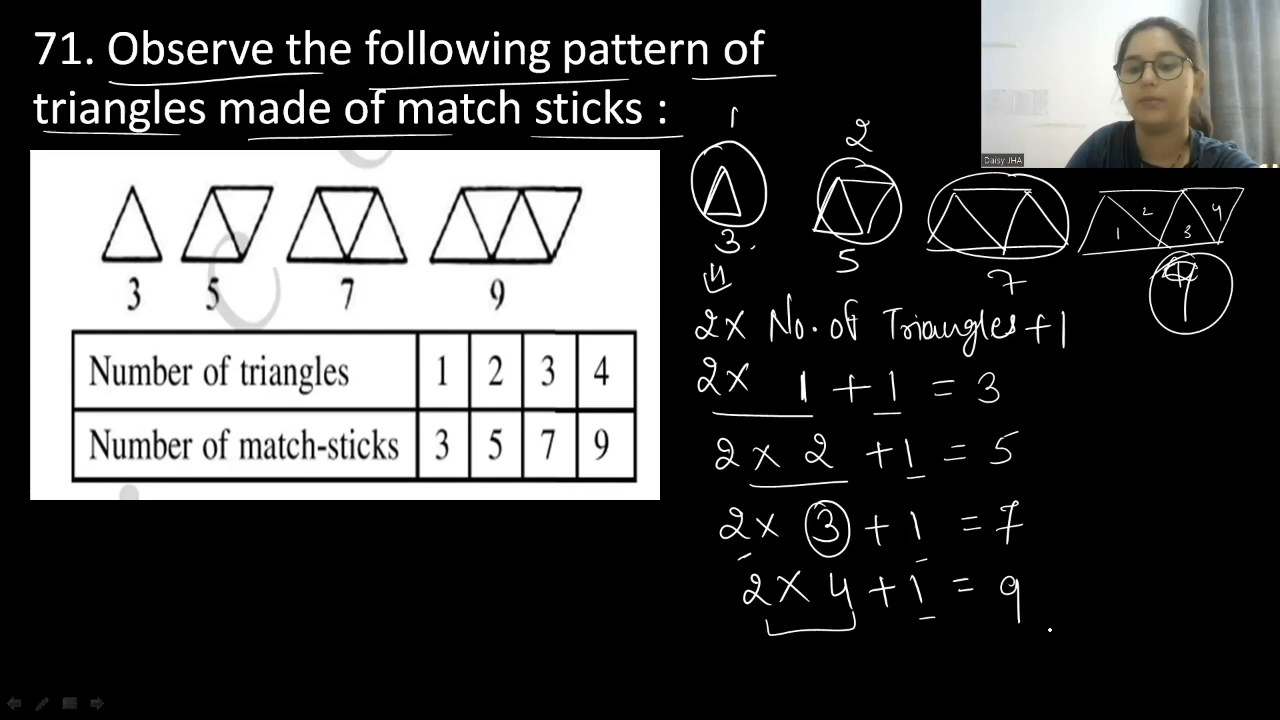 71. Observe the following pattern of
triangles made of match sticks :
Daisy JHA
3 5 7 9
Number of triangles 1 2 3 4
Number of match-sticks 3 5 7 9
1 2
1 2 3 4
3. 5 7 9
2x No. of Triangles + 1
2x 1 + 1 = 3
2 x 2 + 1 = 5
2 x 3 + 1 = 7
2 x 4 + 1 = 9